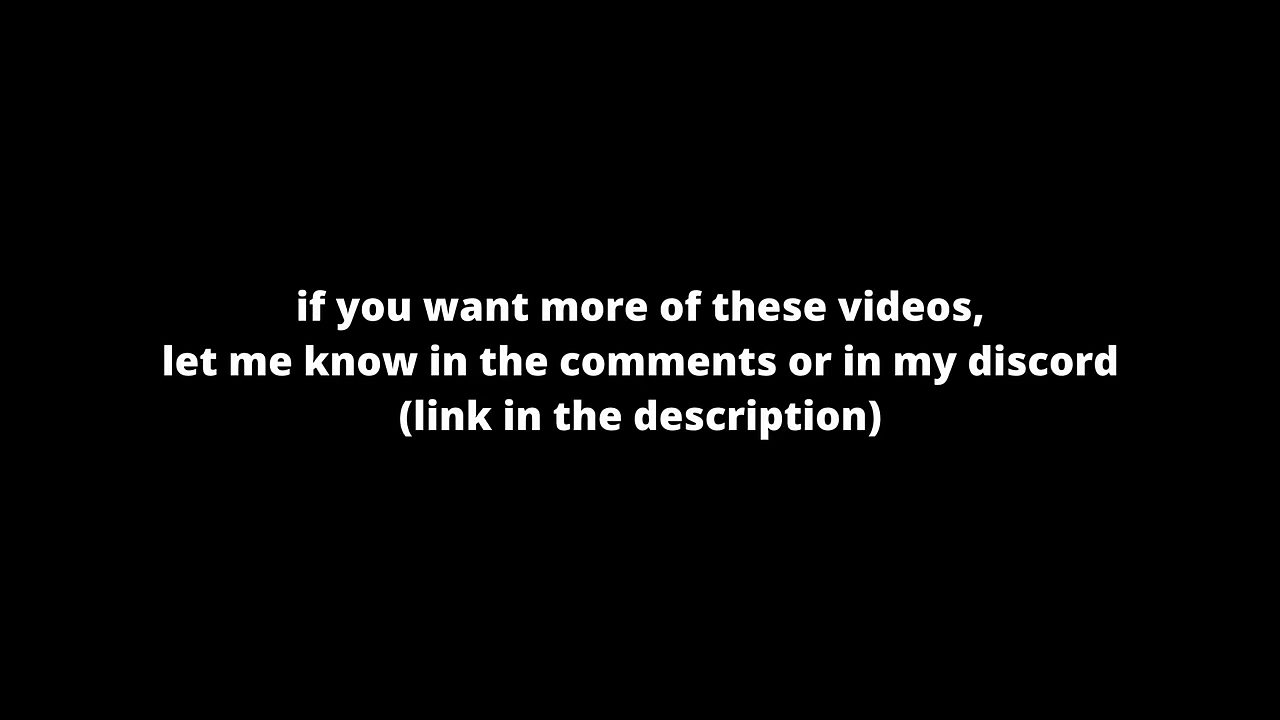 if you want more of these videos,
let me know in the comments or in my discord
(link in the description)